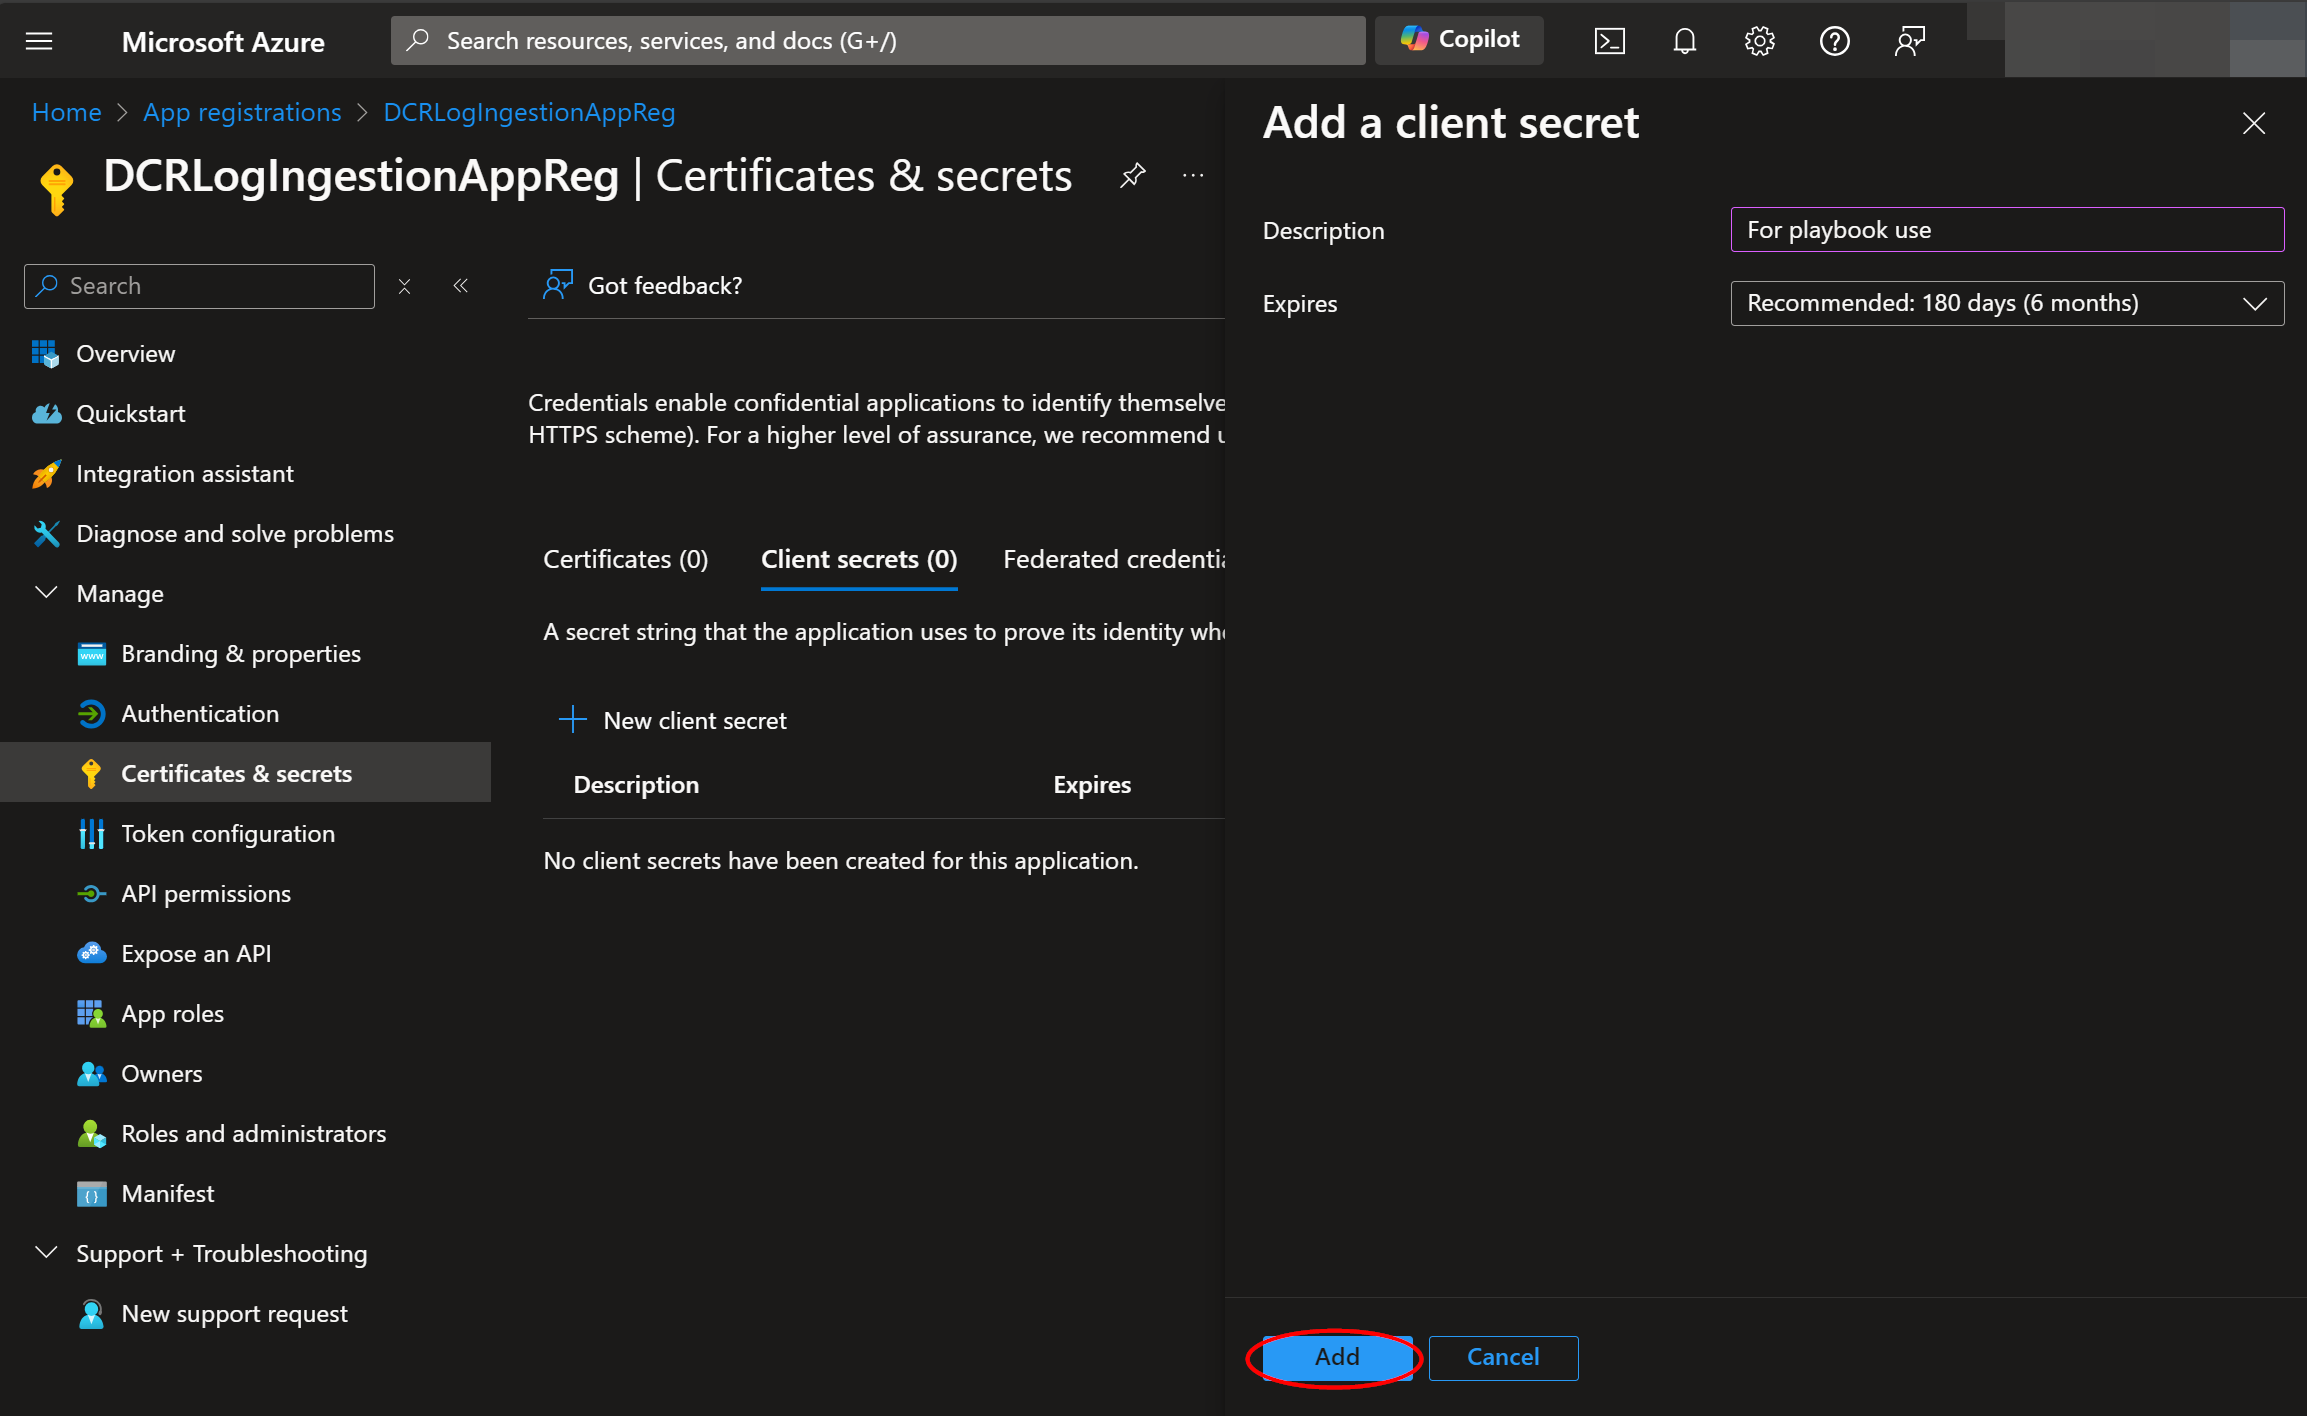 Microsoft Azure
Search resources, services, and docs (G+/)
Copilot
Home > App registrations > DCRLogIngestionAppReg
DCRLogIngestionAppReg | Certificates & secrets
Search
Overview
Quickstart
Integration assistant
Diagnose and solve problems
Manage
Branding & properties
Authentication
Certificates & secrets
Token configuration
API permissions
Expose an API
App roles
Owners
Roles and administrators
Manifest
Support + Troubleshooting
New support request
Got feedback?
Credentials enable confidential applications to identify themselve
HTTPS scheme). For a higher level of assurance, we recommend u
Certificates (0) Client secrets (0) Federated credentia
A secret string that the application uses to prove its identity whe
New client secret
Description Expires
No client secrets have been created for this application.
Add a client secret
Description For playbook use
Expires Recommended: 180 days (6 months)
Add Cancel